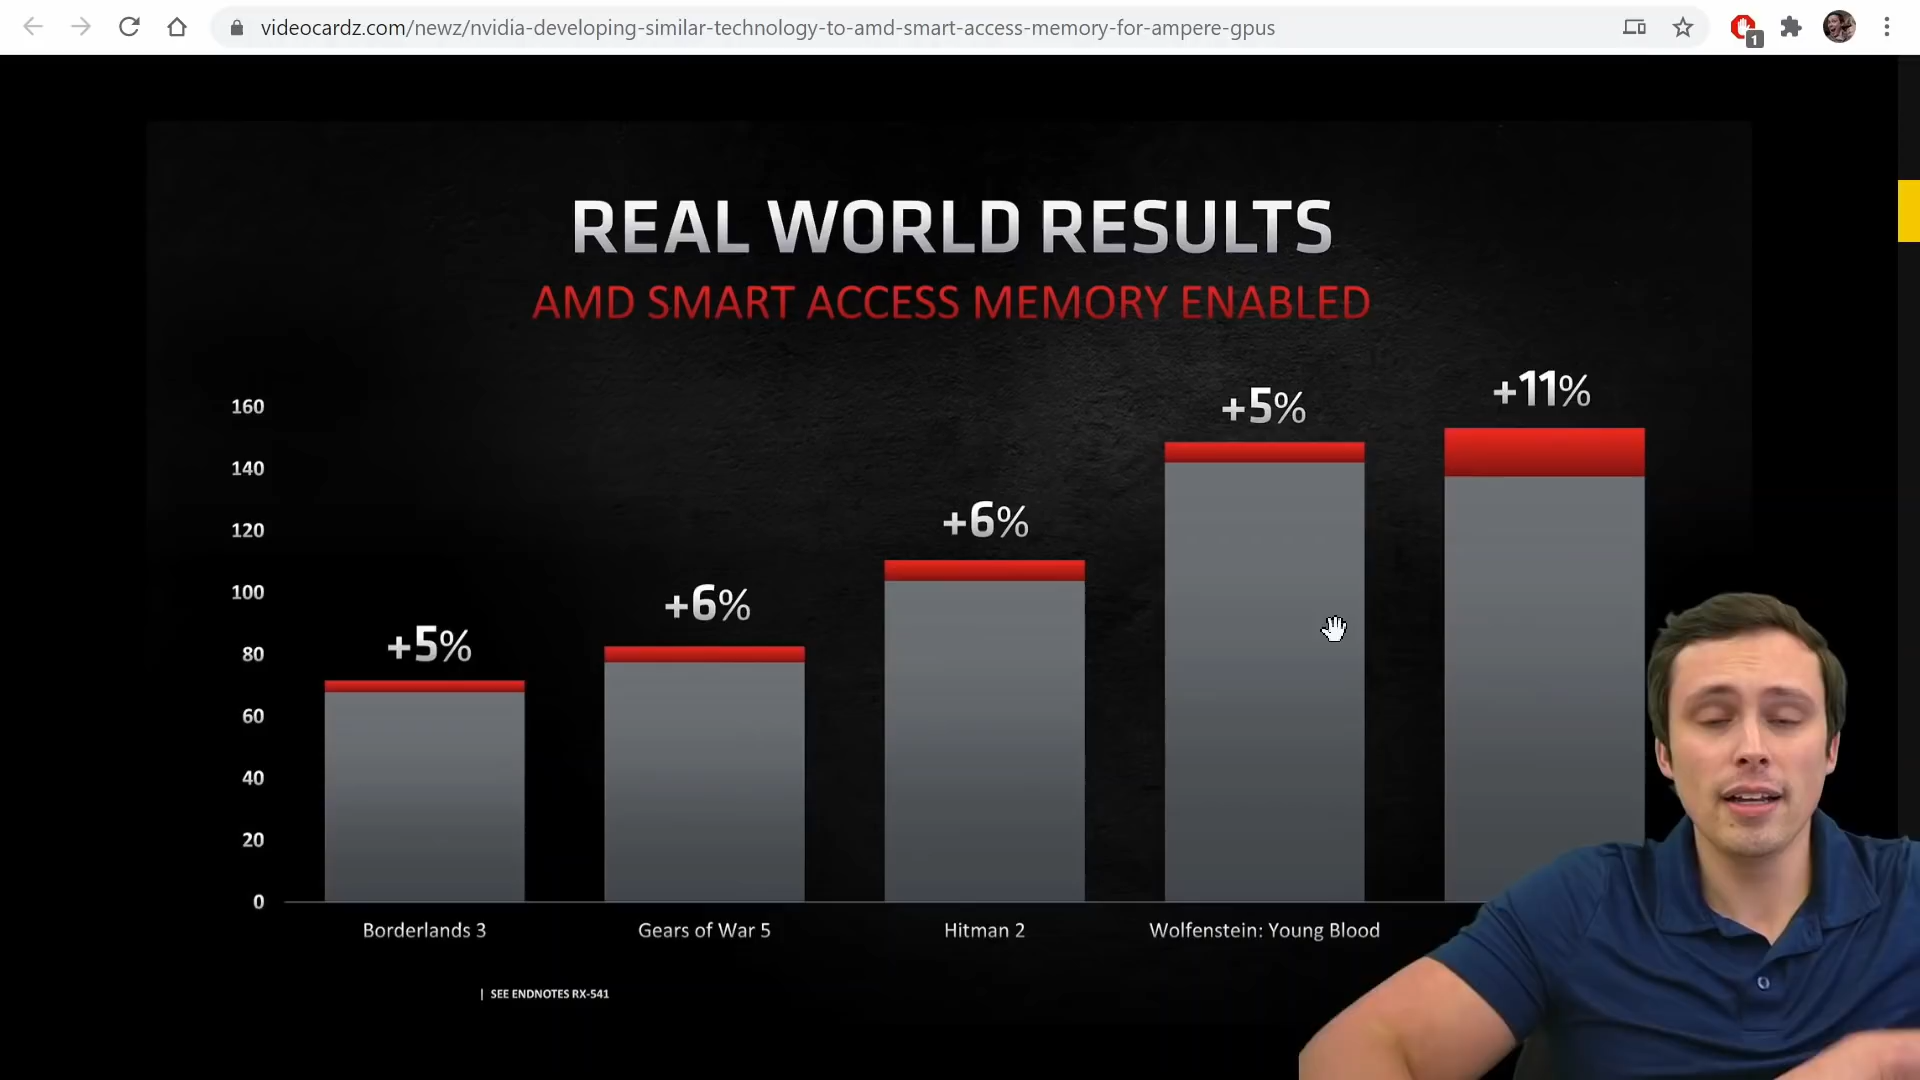 videocardz.com/newz/nvidia-developing-similar-technology-to-amd-smart-access-memory-for-ampere-gpus
1
REAL WORLD RESULTS
AMD SMART ACCESS MEMORY ENABLED
160
140
120
100
80
60
40
20
0
+5%
+6%
+6%
+5%
+11%
Borderlands 3
Gears of War 5
Hitman 2
Wolfenstein: Young Blood
| SEE ENDNOTES RX-541